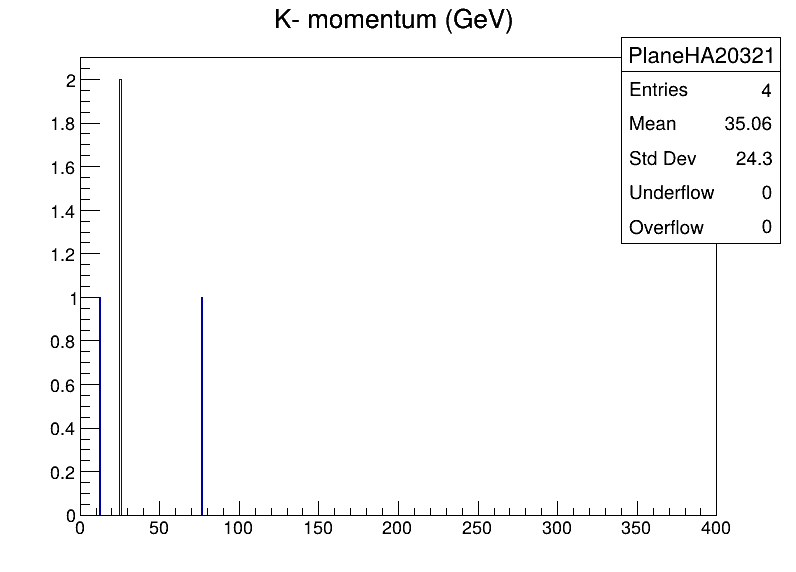 K- momentum (GeV)
PlaneHA20321
Entries 4
Mean 35.06
Std Dev 24.3
Underflow 0
Overflow 0
2
1.8
1.6
1.4
1.2
1
0.8
0.6
0.4
0.2
0
0 50 100 150 200 250 300 350 400